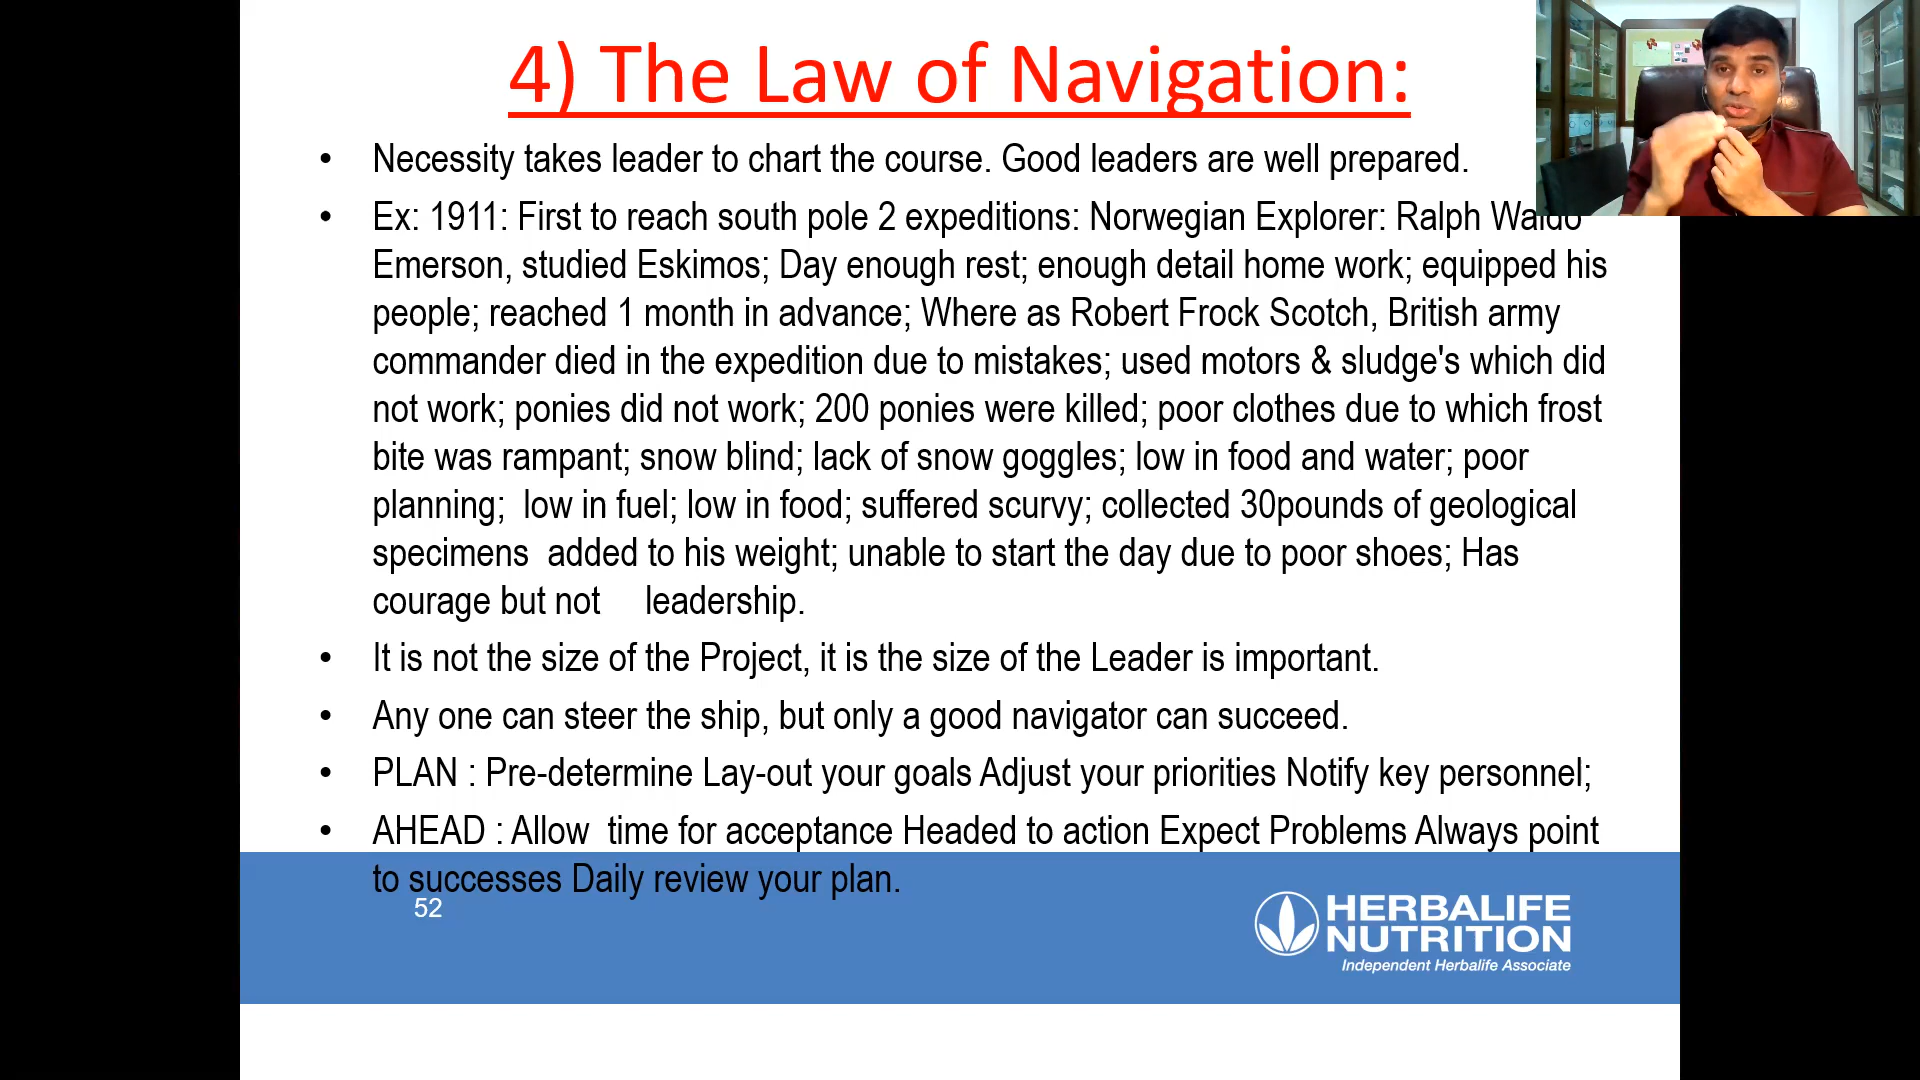 4) The Law of Navigation:
• Necessity takes leader to chart the course. Good leaders are well prepared.
• Ex: 1911: First to reach south pole 2 expeditions: Norwegian Explorer: Ralph Waldo
Emerson, studied Eskimos; Day enough rest; enough detail home work; equipped his
people; reached 1 month in advance; Where as Robert Frock Scotch, British army
commander died in the expedition due to mistakes; used motors & sludge's which did
not work; ponies did not work; 200 ponies were killed; poor clothes due to which frost
bite was rampant; snow blind; lack of snow goggles; low in food and water; poor
planning;  low in fuel; low in food; suffered scurvy; collected 30pounds of geological
specimens  added to his weight; unable to start the day due to poor shoes; Has
courage but not     leadership.
• It is not the size of the Project, it is the size of the Leader is important.
• Any one can steer the ship, but only a good navigator can succeed.
• PLAN : Pre-determine Lay-out your goals Adjust your priorities Notify key personnel;
• AHEAD : Allow  time for acceptance Headed to action Expect Problems Always point
to successes Daily review your plan.
52
HERBALIFE
NUTRITION
Independent Herbalife Associate